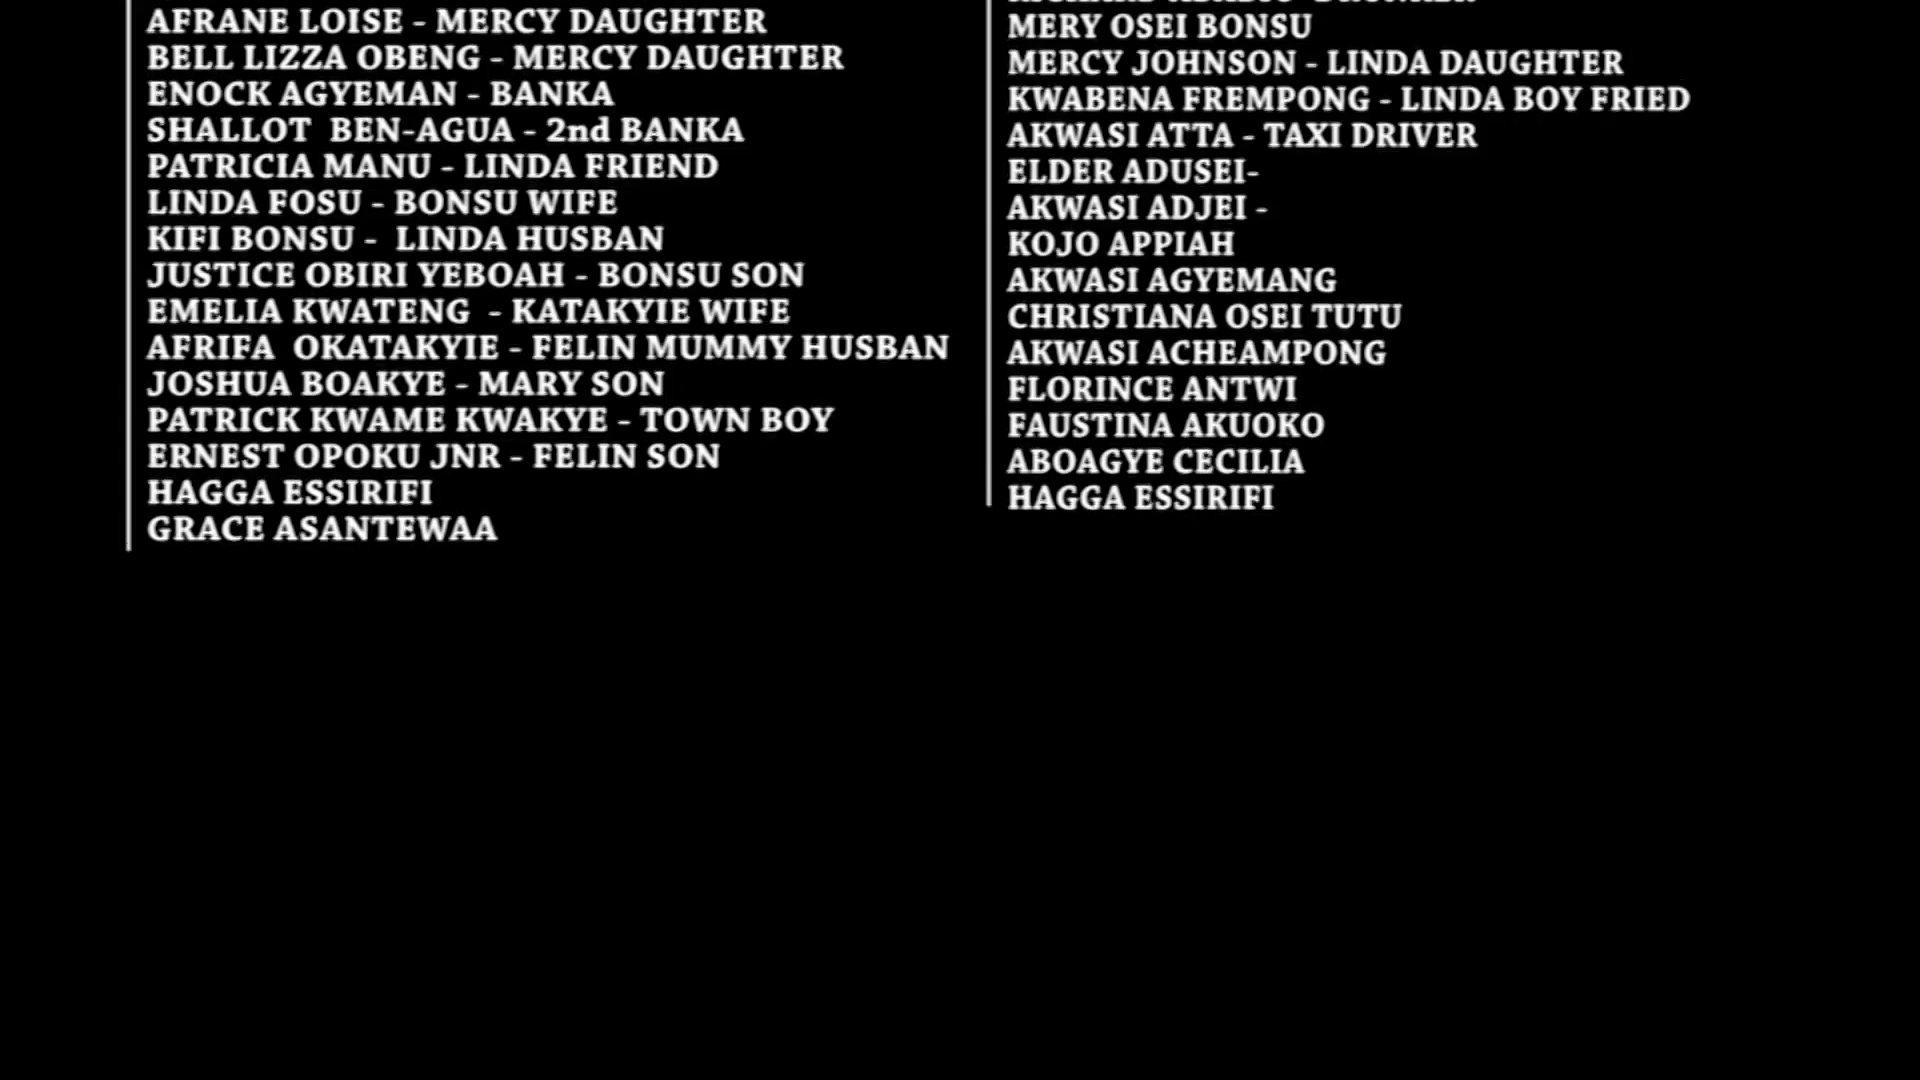 AFRANE LOISE - MERCY DAUGHTER
BELL LIZZA OBENG - MERCY DAUGHTER
ENOCK AGYEMAN - BANKA
SHALLOT BEN-AGUA - 2nd BANKA
PATRICIA MANU - LINDA FRIEND
LINDA FOSU - BONSU WIFE
KIFI BONSU - LINDA HUSBAN
JUSTICE OBIRI YEBOAH - BONSU SON
EMELIA KWATENG - KATAKYIE WIFE
AFRIFA OKATAKYIE - FELIN MUMMY HUSBAN
JOSHUA BOAKYE - MARY SON
PATRICK KWAME KWAKYE - TOWN BOY
ERNEST OPOKU JNR - FELIN SON
HAGGA ESSIRIFI
GRACE ASANTEWAA
MERY OSEI BONSU
MERCY JOHNSON - LINDA DAUGHTER
KWABENA FREMPONG - LINDA BOY FRIED
AKWASI ATTA - TAXI DRIVER
ELDER ADUSEI-
AKWASI ADJEI -
KOJO APPIAH
AKWASI AGYEMANG
CHRISTIANA OSEI TUTU
AKWASI ACHEAMPONG
FLORINCE ANTWI
FAUSTINA AKUOKO
ABOAGYE CECILIA
HAGGA ESSIRIFI